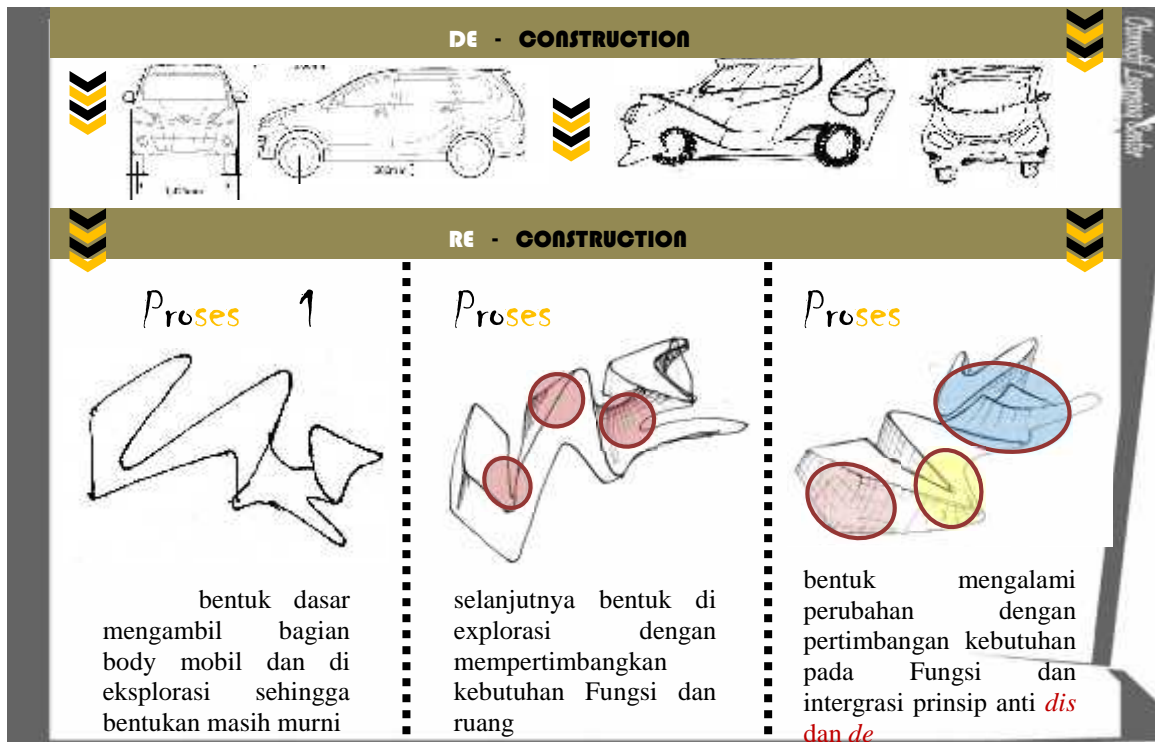 DE - CONSTRUCTION
RE - CONSTRUCTION
Proses 1
bentuk dasar
mengambil bagian
body mobil dan di
eksplorasi sehingga
bentukan masih murni
Proses
selanjutnya bentuk di
explorasi dengan
mempertimbangkan
kebutuhan Fungsi dan
ruang
Proses
bentuk mengalami
perubahan dengan
pertimbangan kebutuhan
pada Fungsi dan
intergrasi prinsip anti dis
dan de